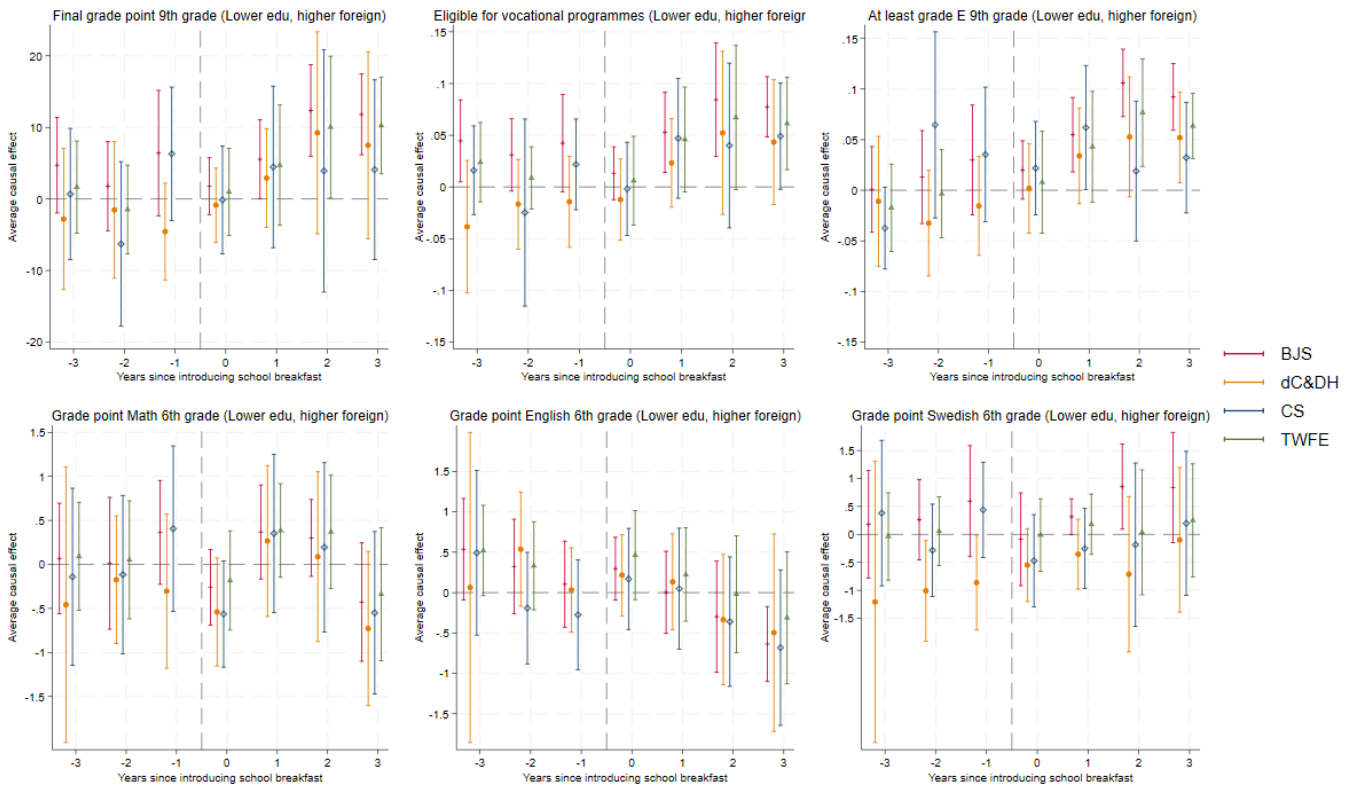 Final grade point 9th grade (Lower edu, higher foreign)
Average causal effect
20
10
0
-10
-20
-3 -2 -1 0 1 2 3
Years since introducing school breakfast
Eligible for vocational programmes (Lower edu, higher foreigr
Average causal effect
.15
.1
.05
0
-.05
-.1
-.15
-3 -2 -1 0 1 2 3
Years since introducing school breakfast
At least grade E 9th grade (Lower edu, higher foreign)
Average causal effect
.15
.1
.05
0
-.05
-.1
-.15
-3 -2 -1 0 1 2 3
Years since introducing school breakfast
BJS
dC&DH
CS
TWFE
Grade point Math 6th grade (Lower edu, higher foreign)
Average causal effect
1.5
1
.5
0
-.5
-1
-1.5
-3 -2 -1 0 1 2 3
Years since introducing school breakfast
Grade point English 6th grade (Lower edu, higher foreign)
Average causal effect
1.5
1
.5
0
-.5
-1
-1.5
-3 -2 -1 0 1 2 3
Years since introducing school breakfast
Grade point Swedish 6th grade (Lower edu, higher foreign)
Average causal effect
1.5
1
.5
0
-.5
-1
-1.5
-3 -2 -1 0 1 2 3
Years since introducing school breakfast